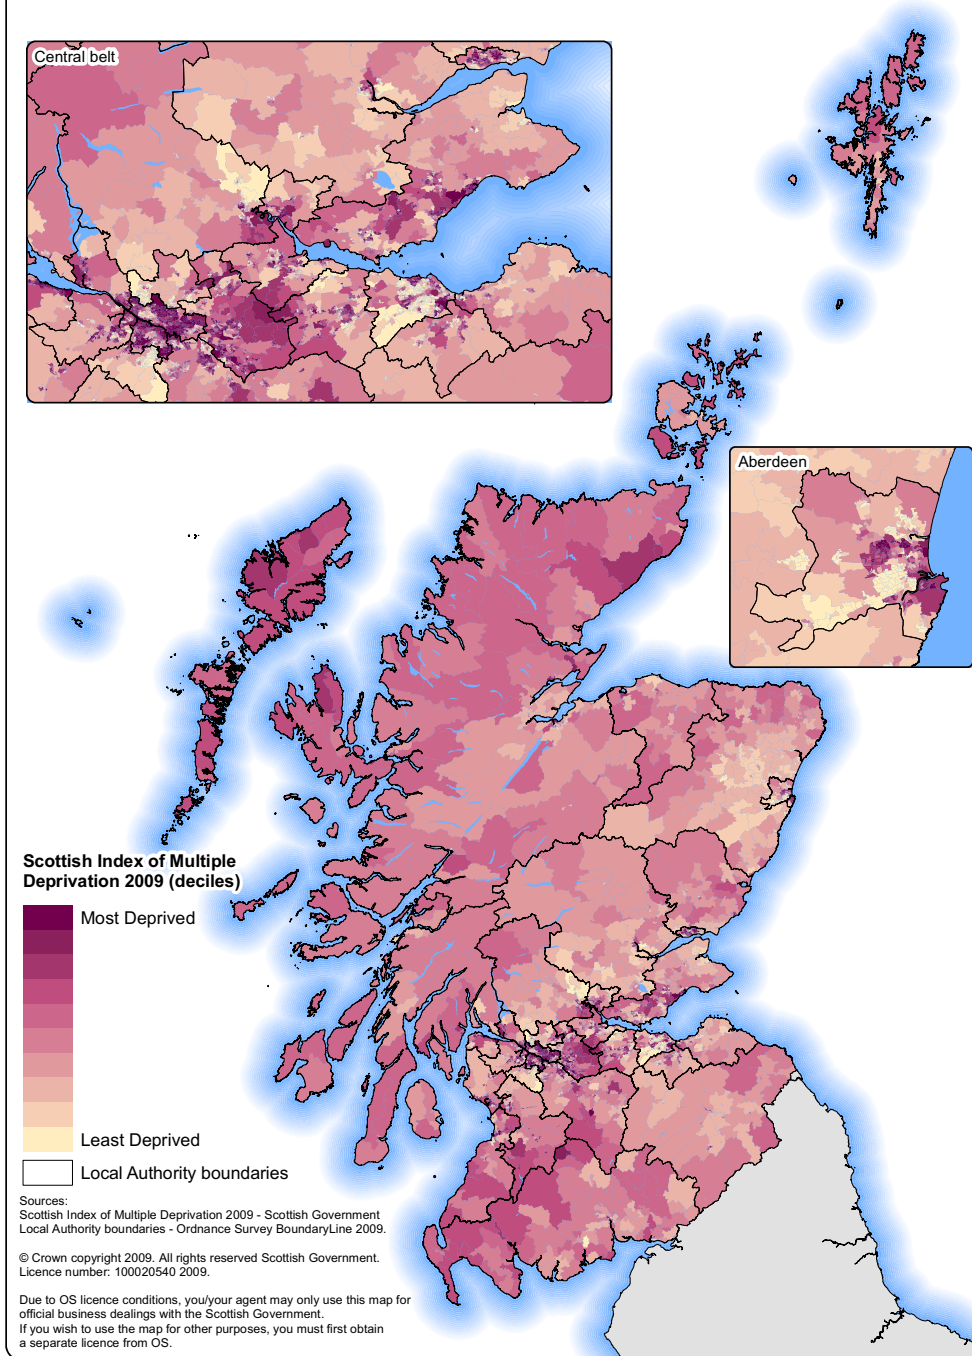 Central belt
Aberdeen
Scottish Index of Multiple
Deprivation 2009 (deciles)
Most Deprived
Least Deprived
Local Authority boundaries
Sources:
Scottish Index of Multiple Deprivation 2009 - Scottish Government
Local Authority boundaries - Ordnance Survey BoundaryLine 2009.
© Crown copyright 2009. All rights reserved Scottish Government.
Licence number: 100020540 2009.
Due to OS licence conditions, you/your agent may only use this map for
official business dealings with the Scottish Government.
If you wish to use the map for other purposes, you must first obtain
a separate licence from OS.